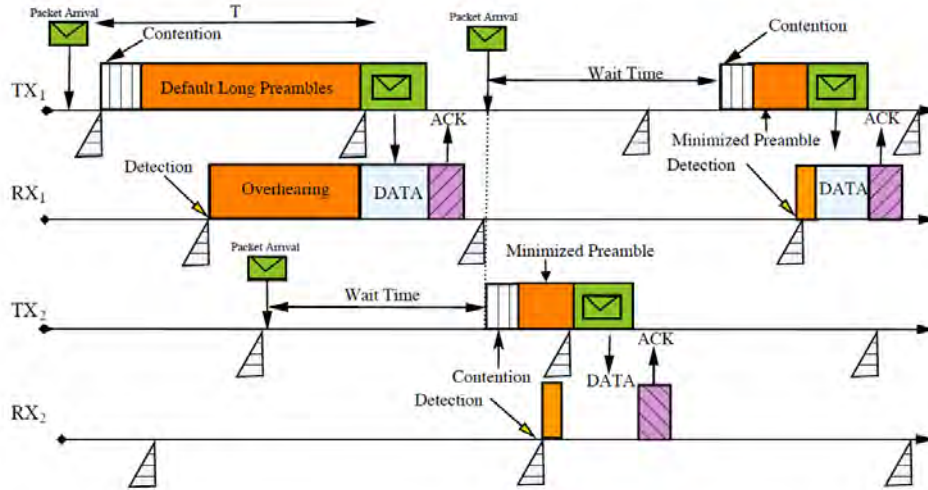 Packet Arrival
T
Packet Arrival
Contention
Contention
TX1
Default Long Preambles
Wait Time
ACK
Minimized Preamble
ACK
Detection
Detection
RX1
Overhearing
DATA
DATA
Packet Arrival
Minimized Preamble
Wait Time
TX2
ACK
Contention
DATA
Detection
RX2